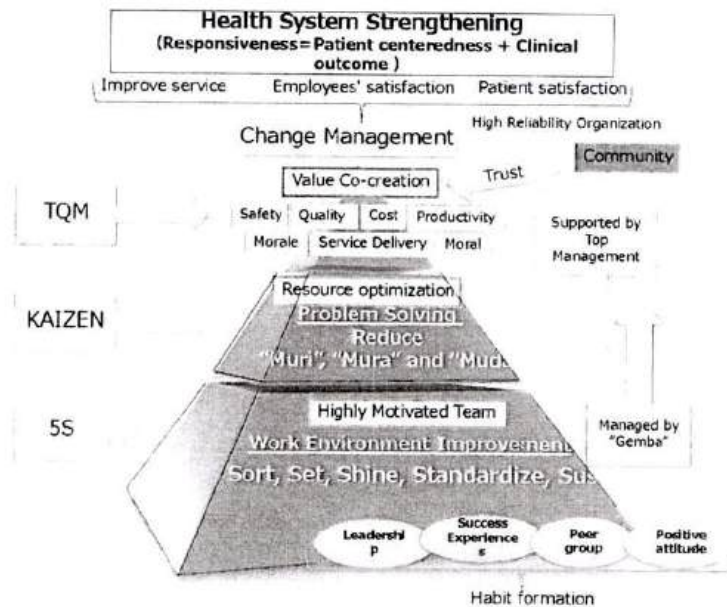 Health System Strengthening
(Responsiveness= Patient centeredness + Clinical
outcome )
Improve service Employees' satisfaction Patient satisfaction
Change Management
High Reliability Organization
Community
Trust
Value Co-creation
TQM
Safety Quality Cost Productivity
Morale Service Delivery Moral
Supported by
Top
Management
Resource optimization
KAIZEN
Problem Solving
Reduce
"Muri", "Mura" and "Mud
Highly Motivated Team
5S
Managed by
"Gemba"
Work Environment Improvement
Sort, Set, Shine, Standardize, Sus
Leadershi
p
Success
Experience
s
Peer
group
Positive
attitude
Habit formation